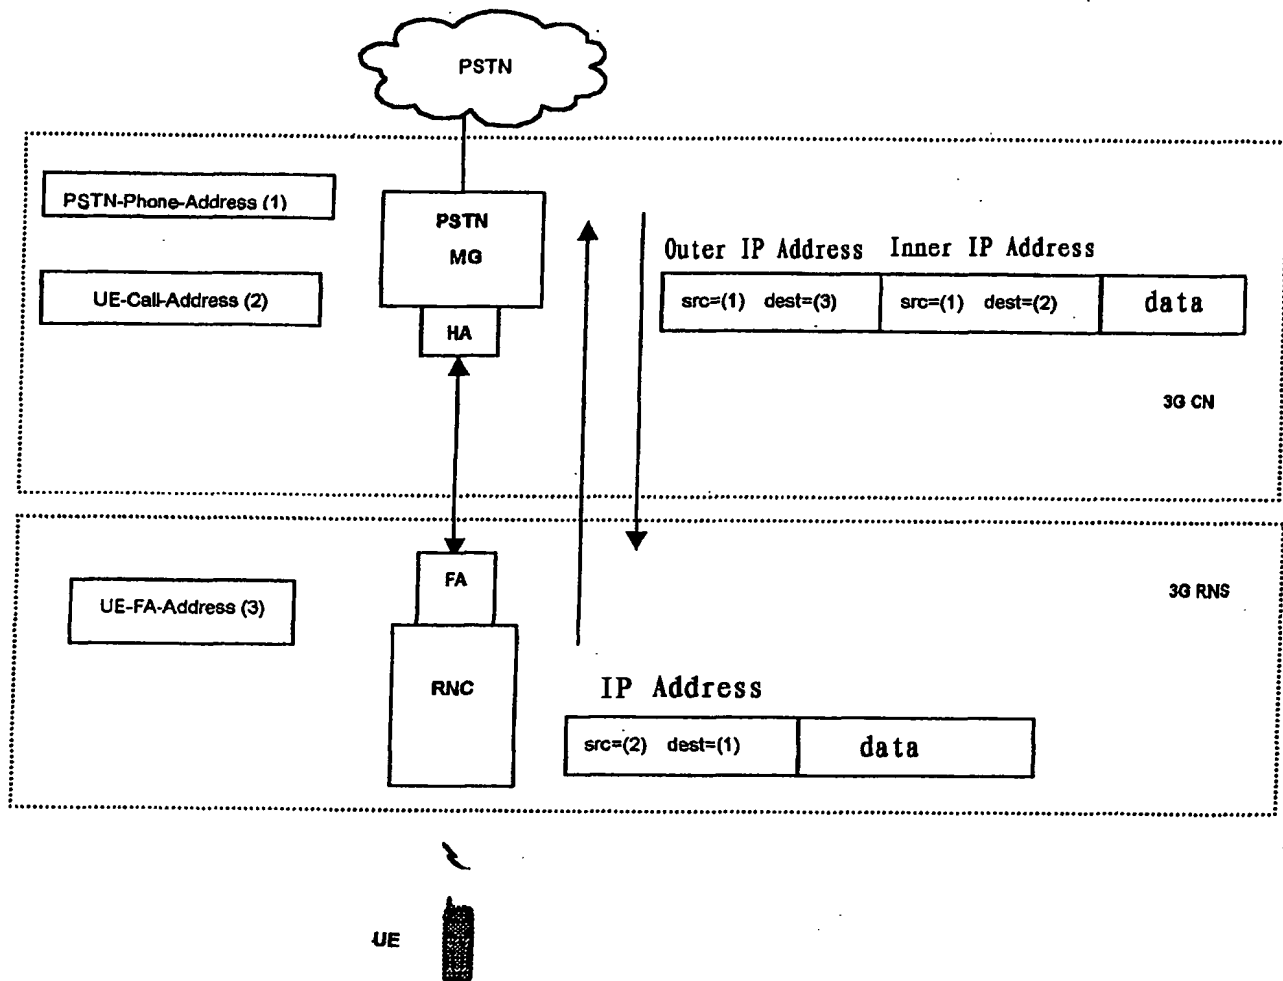 PSTN
PSTN-Phone-Address (1)
PSTN
MG
UE-Call-Address (2)
HA
Outer IP Address Inner IP Address
src=(1) dest=(3) src=(1) dest=(2) data
3G CN
FA
UE-FA-Address (3)
3G RNS
RNC
IP Address
src=(2) dest=(1) data
UE